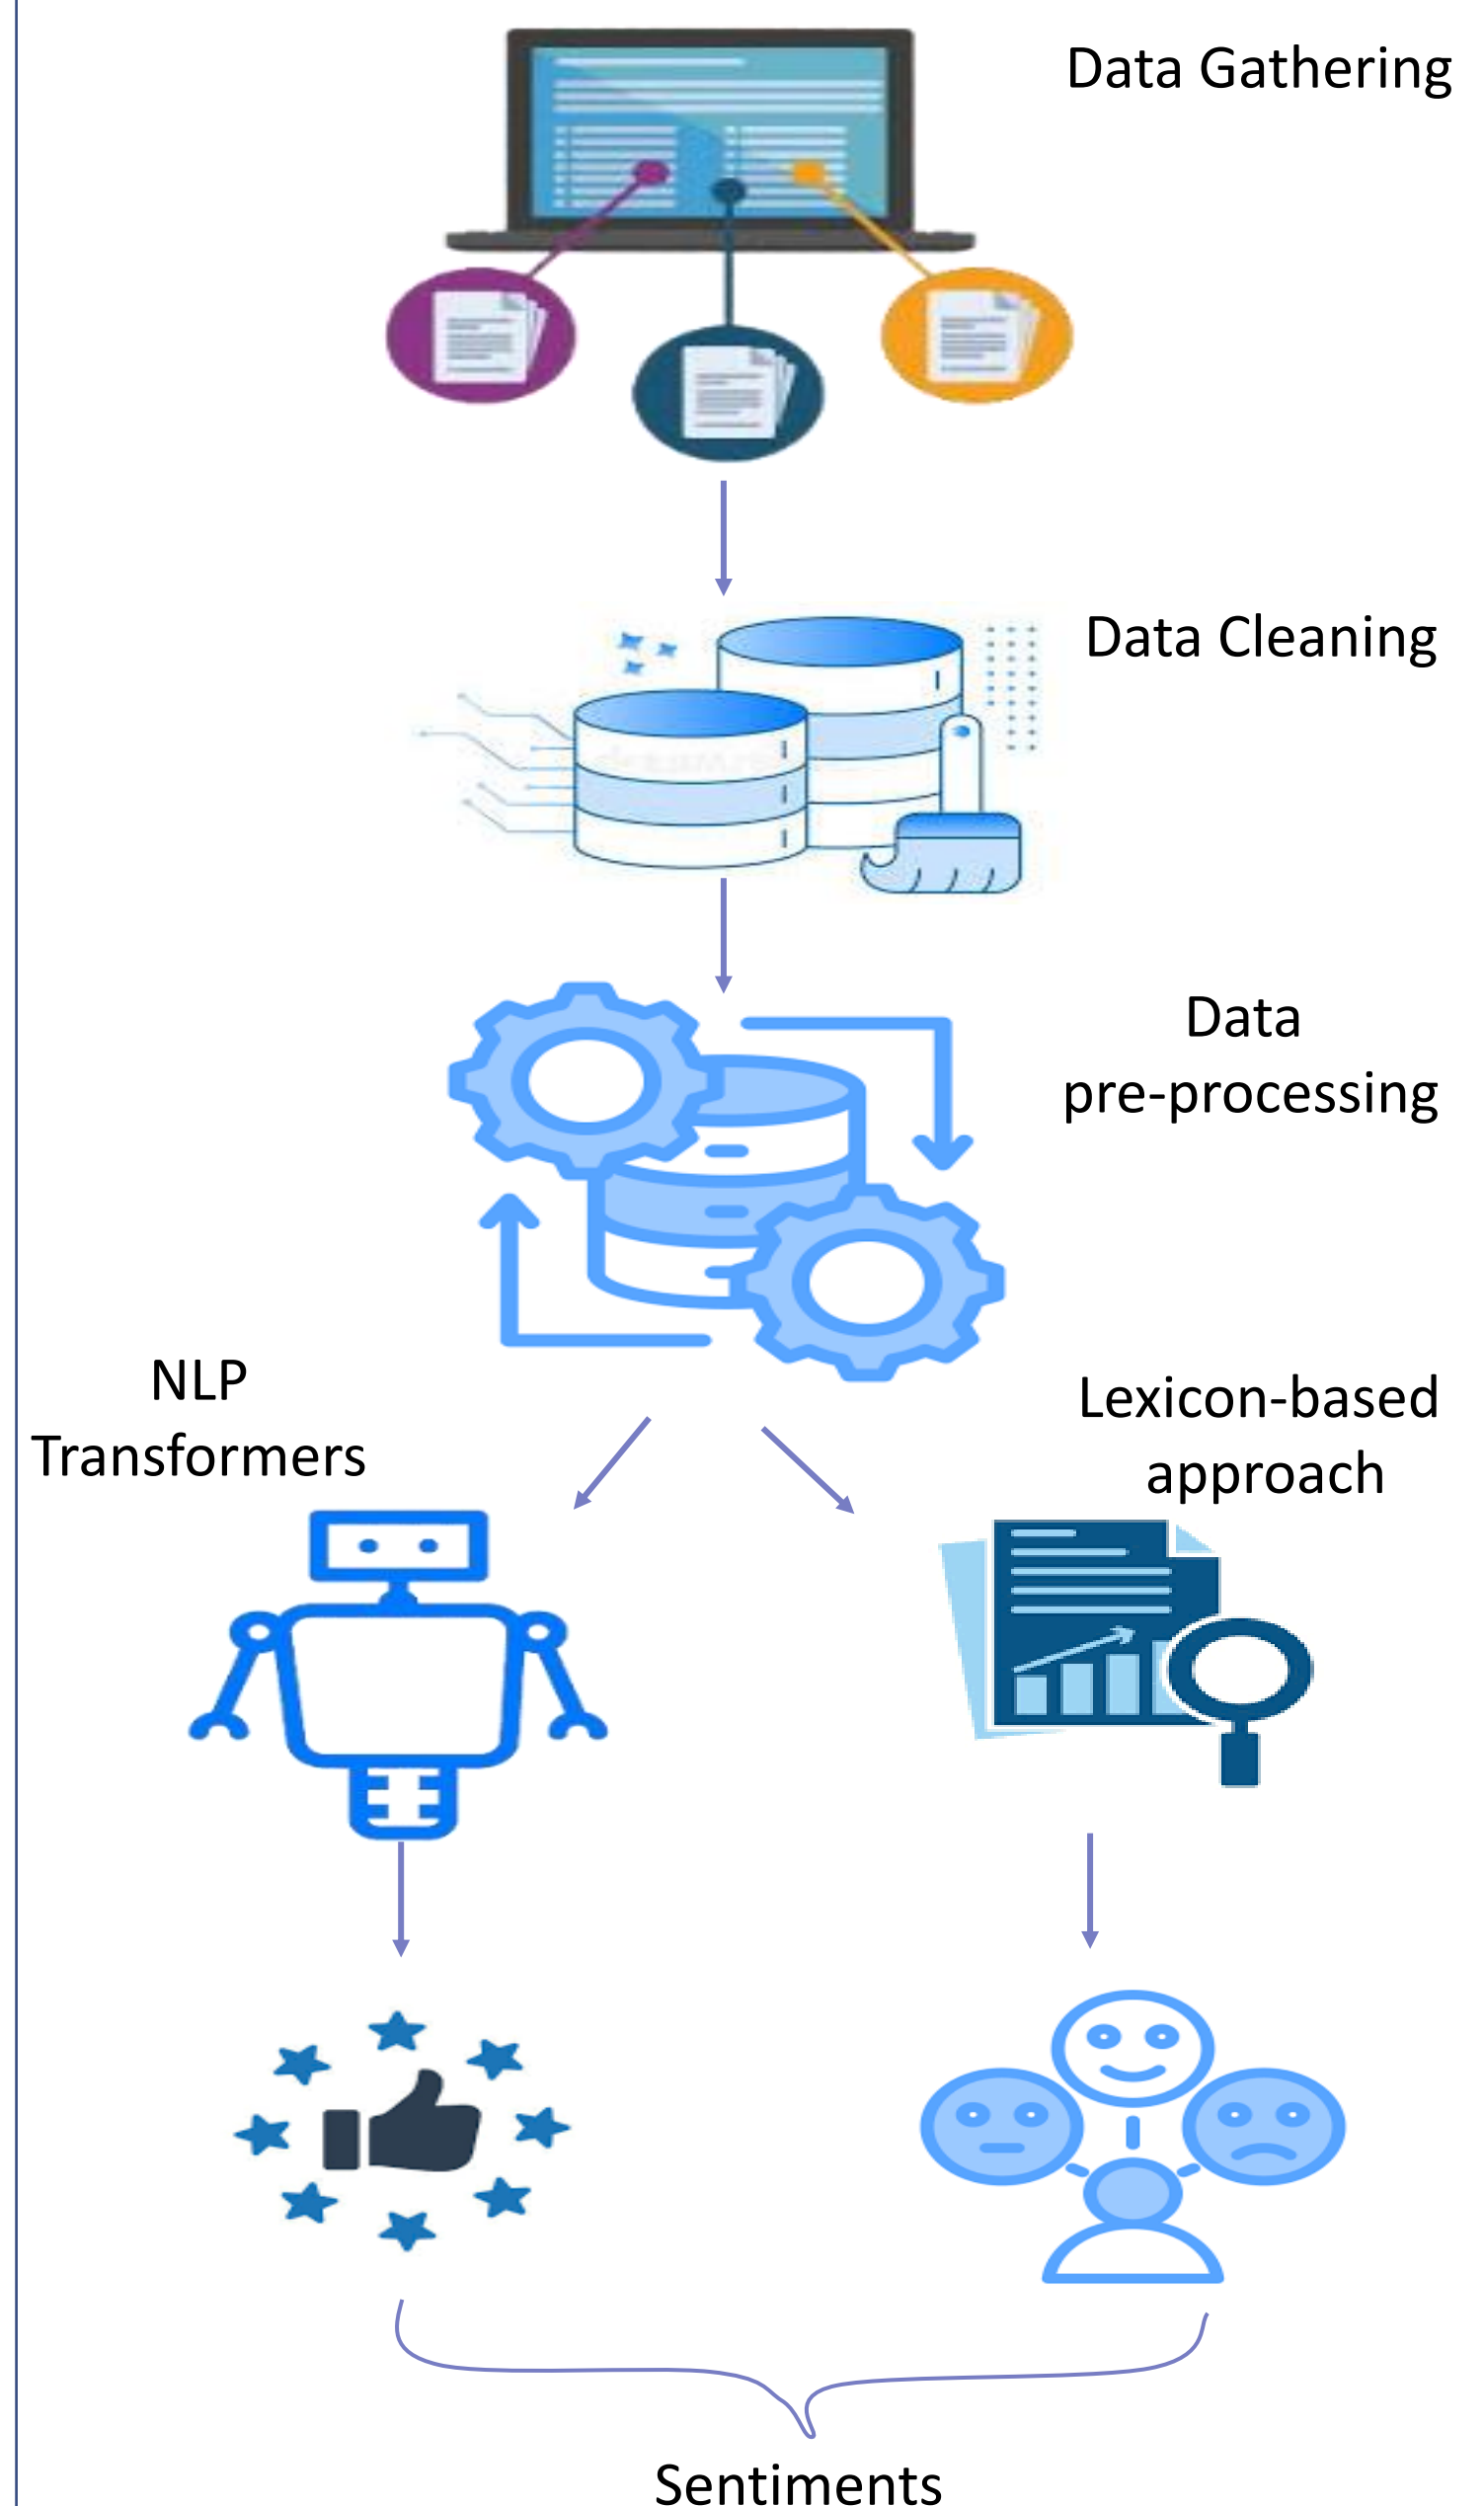 Data Gathering
Data Cleaning
Data
pre-processing
NLP
Transformers
Lexicon-based
approach
Sentiments